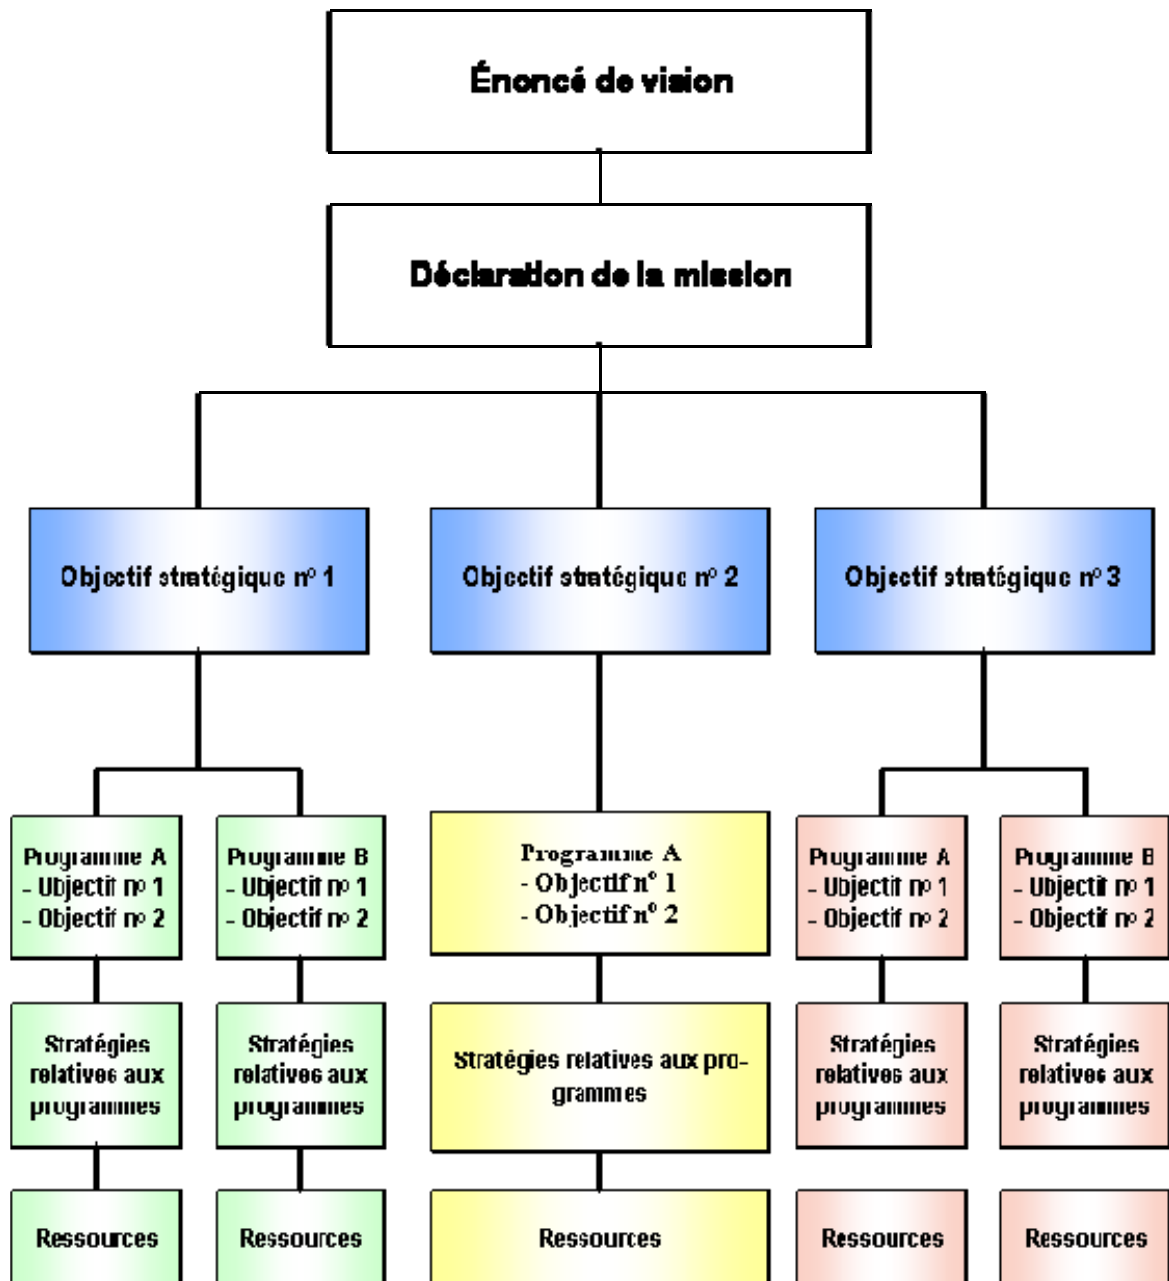 Énoncé de vision
Déclaration de la mission
Objectif stratégique nº 1
Objectif stratégique nº 2
Objectif stratégique nº 3
Programme A
- Objectif nº 1
- Objectif nº 2
Programme B
- Objectif nº 1
- Objectif nº 2
Programme A
- Objectif nº 1
- Objectif nº 2
Programme A
- Objectif nº 1
- Objectif nº 2
Programme B
- Objectif nº 1
- Objectif nº 2
Stratégies
relatives aux
programmes
Stratégies
relatives aux
programmes
Stratégies relatives aux pro-
grammes
Stratégies
relatives aux
programmes
Stratégies
relatives aux
programmes
Ressources
Ressources
Ressources
Ressources
Ressources